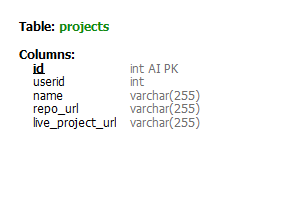 Table: projects
Columns:
id int AI PK
userid int
name varchar(255)
repo_url varchar(255)
live_project_url varchar(255)